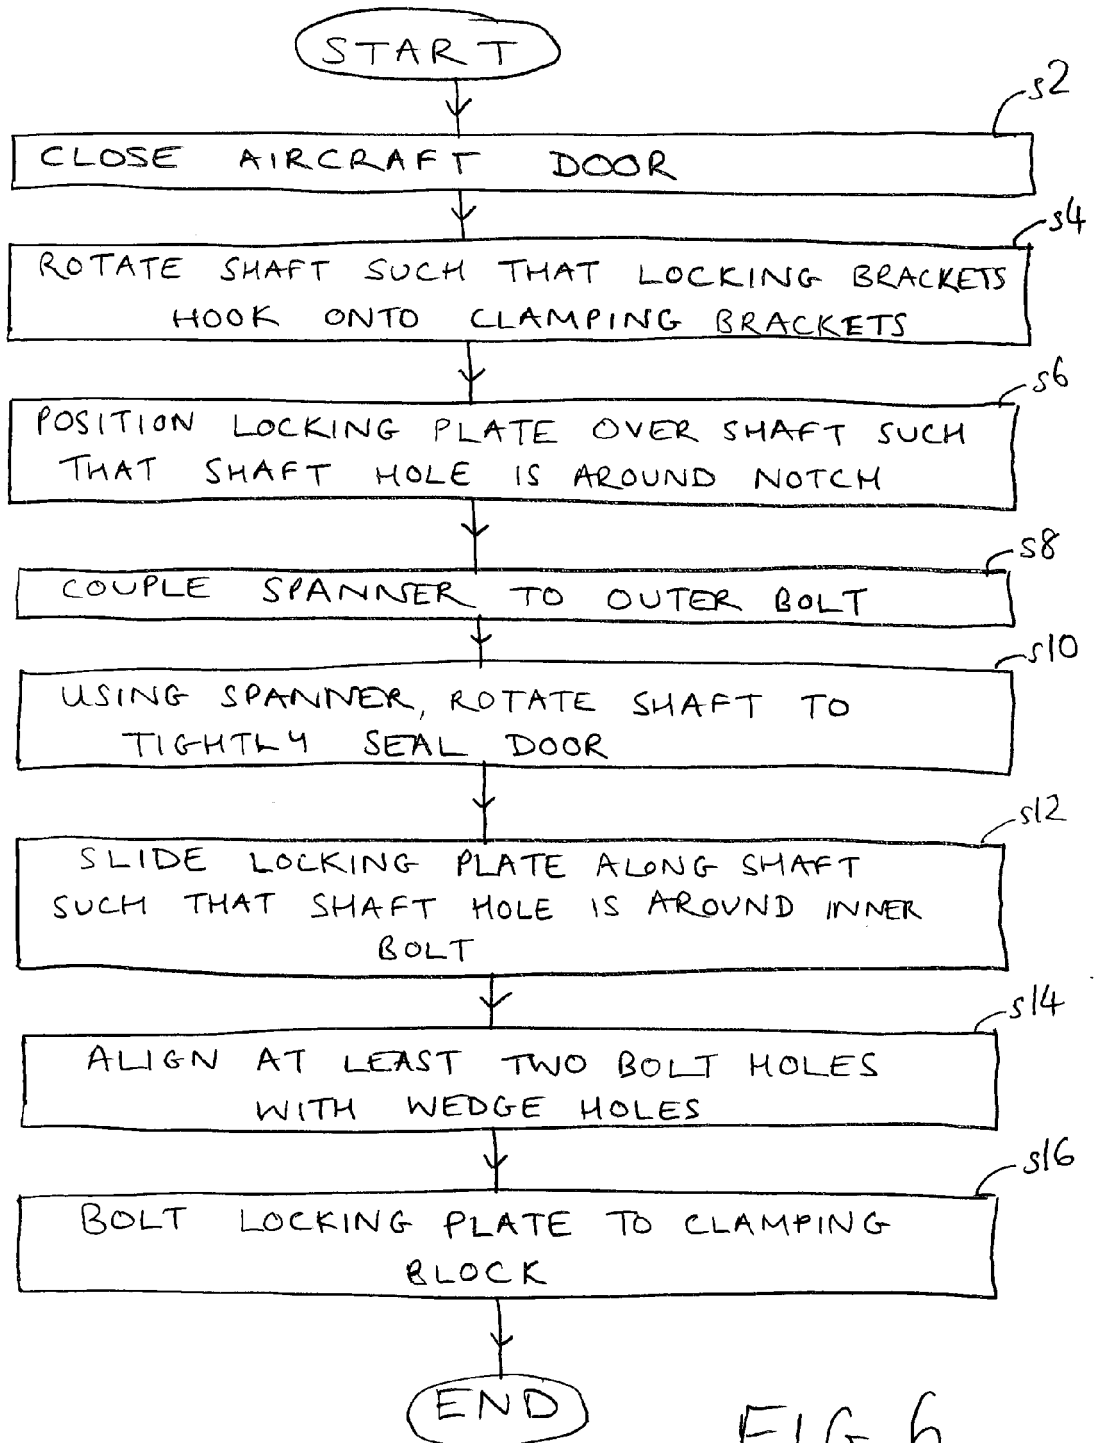 START
s2
CLOSE AIRCRAFT DOOR
s4
ROTATE SHAFT SUCH THAT LOCKING BRACKETS
HOOK ONTO CLAMPING BRACKETS
s6
POSITION LOCKING PLATE OVER SHAFT SUCH
THAT SHAFT HOLE IS AROUND NOTCH
s8
COUPLE SPANNER TO OUTER BOLT
s10
USING SPANNER, ROTATE SHAFT TO
TIGHTLY SEAL DOOR
s12
SLIDE LOCKING PLATE ALONG SHAFT
SUCH THAT SHAFT HOLE IS AROUND INNER
BOLT
s14
ALIGN AT LEAST TWO BOLT HOLES
WITH WEDGE HOLES
s16
BOLT LOCKING PLATE TO CLAMPING
BLOCK
END
FIG. 6